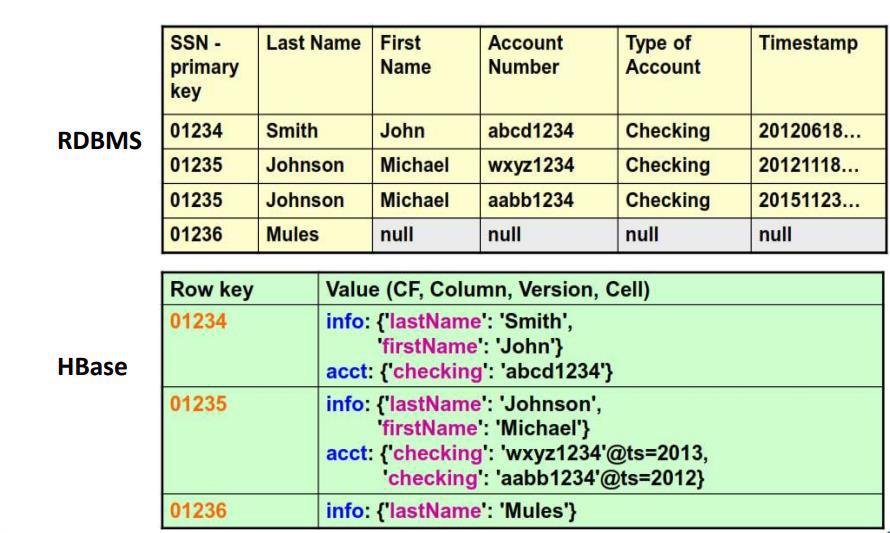 SSN - primary key Last Name First Name Account Number Type of Account Timestamp
RDBMS
01234 Smith John abcd1234 Checking 20120618...
01235 Johnson Michael wxyz1234 Checking 20121118...
01235 Johnson Michael aabb1234 Checking 20151123...
01236 Mules null null null null
Row key Value (CF, Column, Version, Cell)
HBase
01234 info: {'lastName': 'Smith',
'firstName': 'John'}
acct: {'checking': 'abcd1234'}
01235 info: {'lastName': 'Johnson',
'firstName': 'Michael'}
acct: {'checking': 'wxyz1234'@ts=2013,
'checking': 'aabb1234'@ts=2012}
01236 info: {'lastName': 'Mules'}